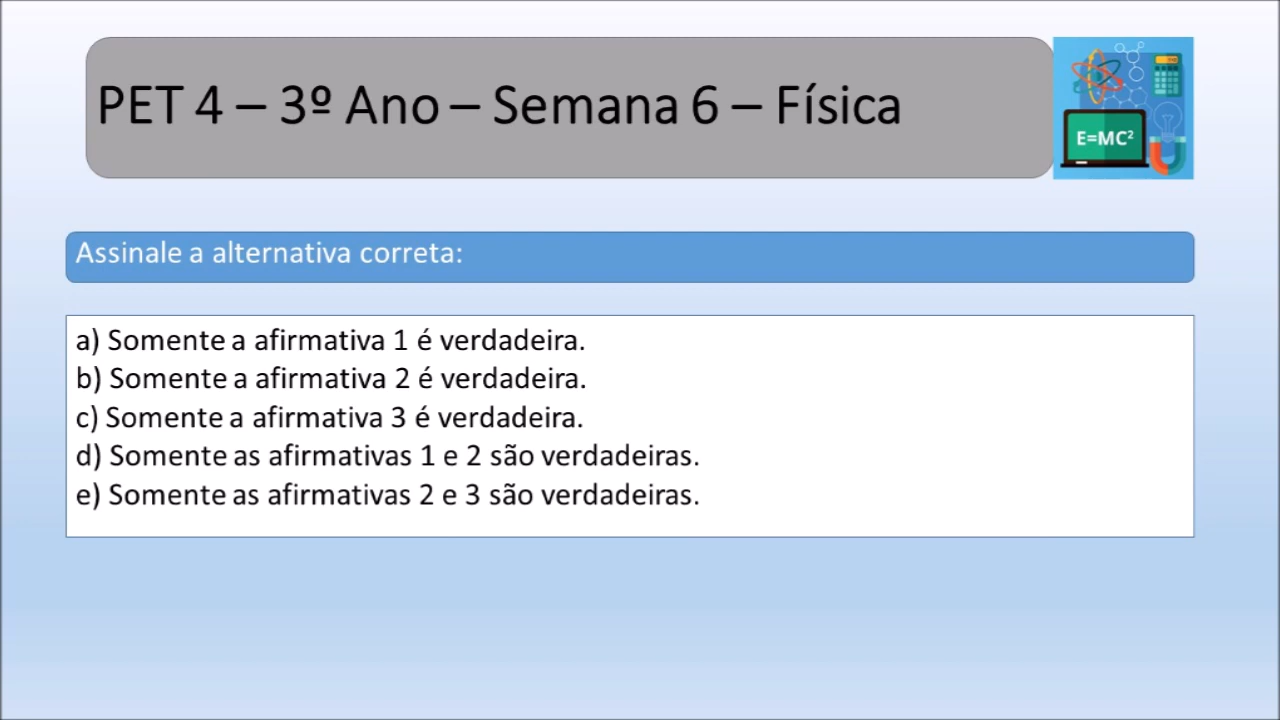 PET 4 – 3º Ano – Semana 6 – Física
E=MC²
Assinale a alternativa correta:
a) Somente a afirmativa 1 é verdadeira.
b) Somente a afirmativa 2 é verdadeira.
c) Somente a afirmativa 3 é verdadeira.
d) Somente as afirmativas 1 e 2 são verdadeiras.
e) Somente as afirmativas 2 e 3 são verdadeiras.